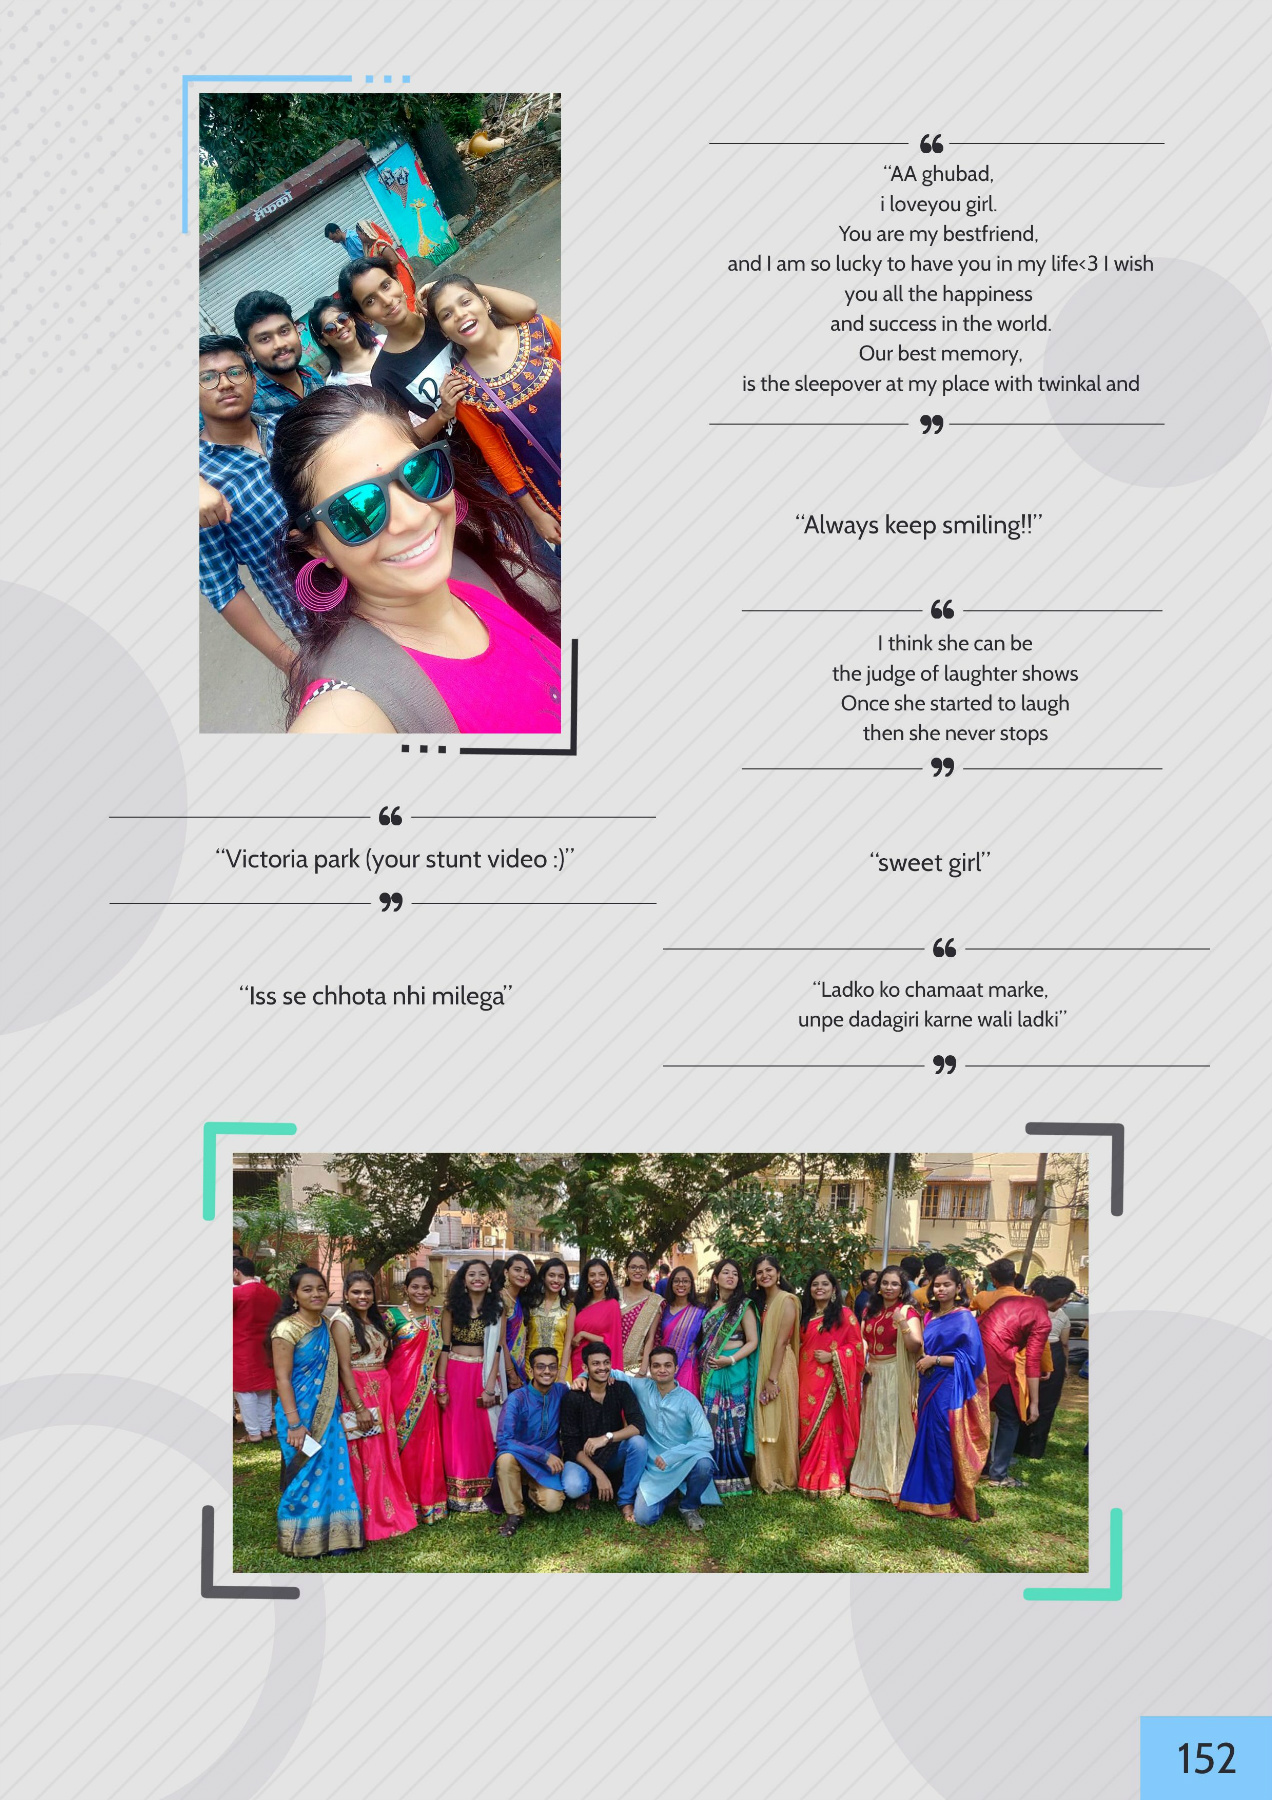 मॅफको
“AA ghubad,
i loveyou girl.
You are my bestfriend,
and I am so lucky to have you in my life<3 I wish
you all the happiness
and success in the world.
Our best memory,
is the sleepover at my place with twinkal and
“Always keep smiling!!”
I think she can be
the judge of laughter shows
Once she started to laugh
then she never stops
“Victoria park (your stunt video :)”
“sweet girl”
“Iss se chhota nhi milega”
“Ladko ko chamaat marke,
unpe dadagiri karne wali ladki”
152